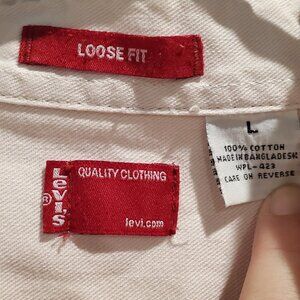 LOOSE FIT
L
100% COTTON
MADE IN BANGLADESH
WPL-423
CARE ON REVERSE
LEVI'S ®
QUALITY CLOTHING
levi.com